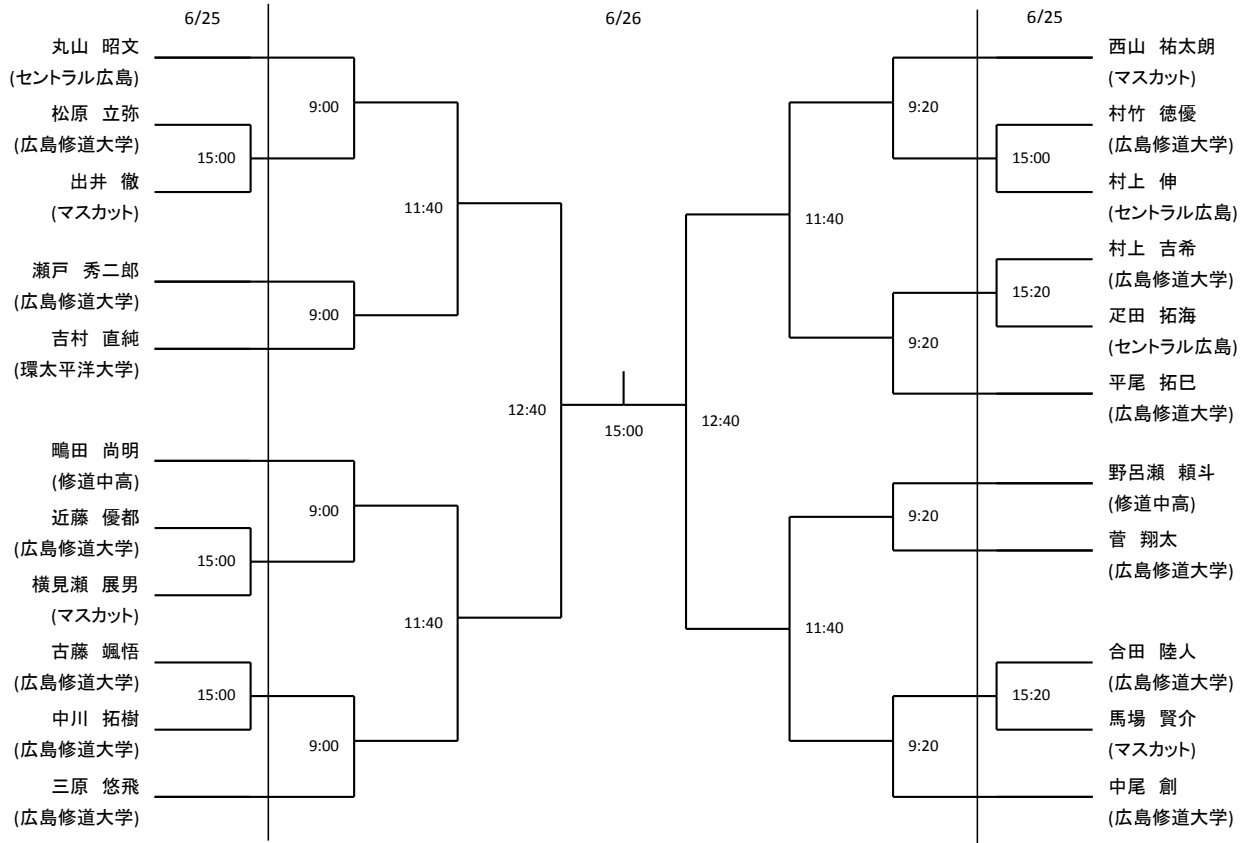 6/25
6/26
6/25
丸山 昭文
(セントラル広島)
松原 立弥
(広島修道大学)
出井 徹
(マスカット)
瀬戸 秀二郎
(広島修道大学)
吉村 直純
(環太平洋大学)
鴫田 尚明
(修道中高)
近藤 優都
(広島修道大学)
横見瀬 展男
(マスカット)
古藤 颯悟
(広島修道大学)
中川 拓樹
(広島修道大学)
三原 悠飛
(広島修道大学)
15:00
15:00
15:00
9:00
9:00
9:00
9:00
11:40
11:40
12:40
15:00
12:40
11:40
11:40
9:20
9:20
9:20
9:20
15:00
15:20
15:20
西山 祐太朗
(マスカット)
村竹 徳優
(広島修道大学)
村上 伸
(セントラル広島)
村上 吉希
(広島修道大学)
疋田 拓海
(セントラル広島)
平尾 拓巳
(広島修道大学)
野呂瀬 頼斗
(修道中高)
菅 翔太
(広島修道大学)
合田 陸人
(広島修道大学)
馬場 賢介
(マスカット)
中尾 創
(広島修道大学)